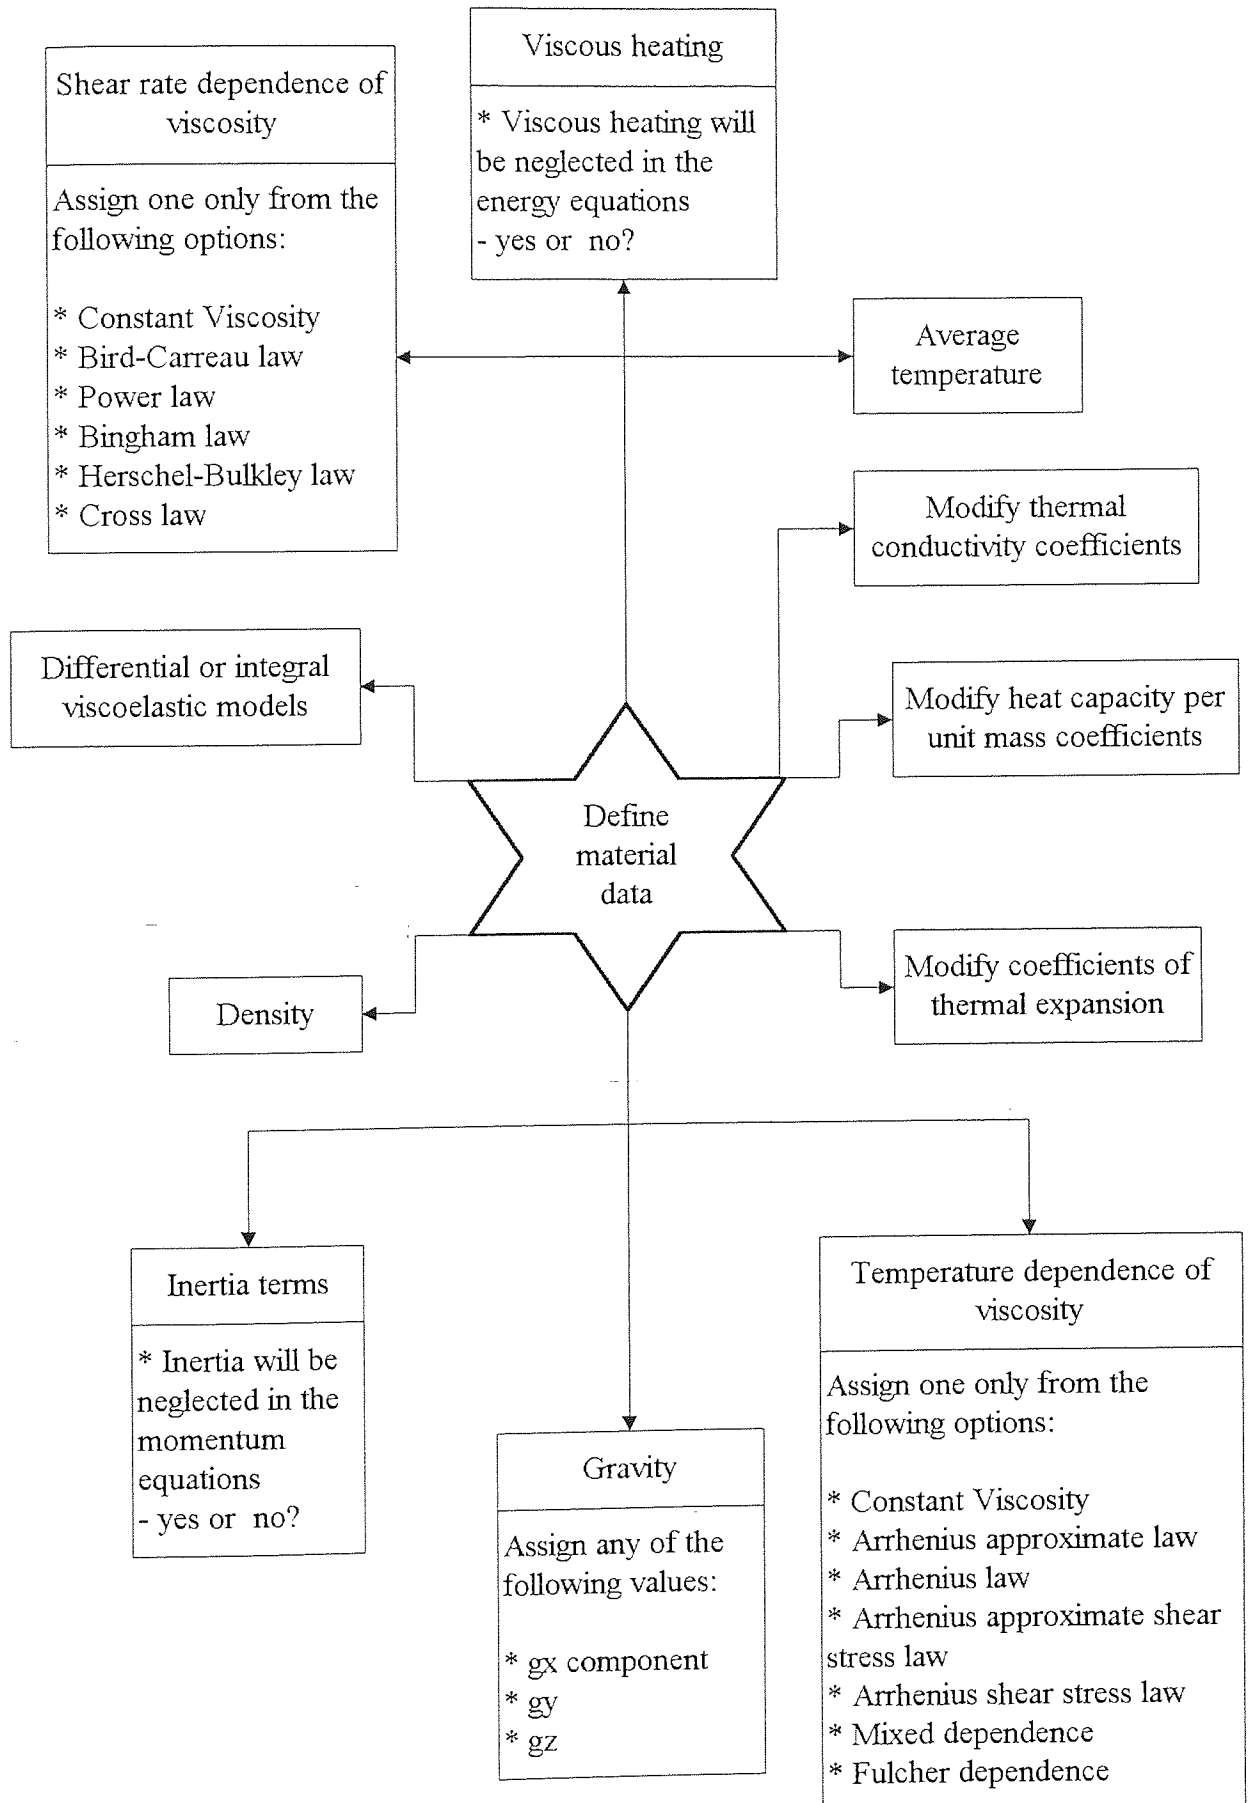 Viscous heating
* Viscous heating will
be neglected in the
energy equations
- yes or no?
Shear rate dependence of
viscosity
Assign one only from the
following options:
* Constant Viscosity
* Bird-Carreau law
* Power law
* Bingham law
* Herschel-Bulkley law
* Cross law
Average
temperature
Modify thermal
conductivity coefficients
Differential or integral
viscoelastic models
Modify heat capacity per
unit mass coefficients
Define
material
data
Density
Modify coefficients of
thermal expansion
Inertia terms
* Inertia will be
neglected in the
momentum
equations
- yes or no?
Gravity
Assign any of the
following values:
* gx component
* gy
* gz
Temperature dependence of
viscosity
Assign one only from the
following options:
* Constant Viscosity
* Arrhenius approximate law
* Arrhenius law
* Arrhenius approximate shear
stress law
* Arrhenius shear stress law
* Mixed dependence
* Fulcher dependence